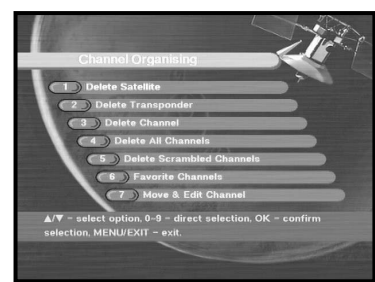 Channel Organising
1 Delete Satellite
2 Delete Transponder
3 Delete Channel
4 Delete All Channels
5 Delete Scrambled Channels
6 Favorite Channels
7 Move & Edit Channel
▲/▼ - select option, 0~9 - direct selection, OK - confirm
selection, MENU/EXIT - exit.